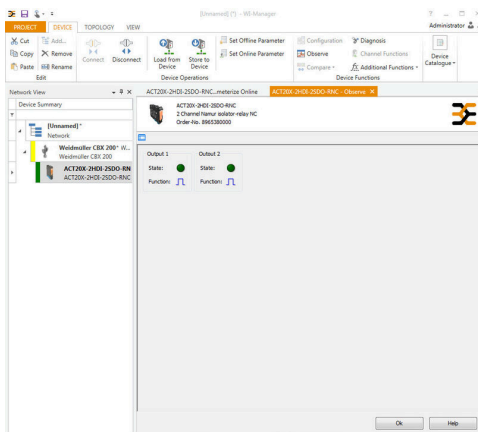 [Unnamed] (*) - WI-Manager
PROJECT DEVICE TOPOLOGY VIEW Administrator
Cut Add... Set Offline Parameter Configuration Diagnosis
Copy Remove Connect Disconnect Load from Device Store to Device Set Online Parameter Observe Channel Functions Device Catalogue
Paste Rename Compare Additional Functions
Edit Device Operations Device Functions
Network View ACT20X-2HDI-2SDO-RNC...meterize Online ACT20X-2HDI-2SDO-RNC - Observe
Device Summary
ACT20X-2HDI-2SDO-RNC
2 Channel Namur isolator-relay NC
Order-No. 8965380000
[Unnamed]*
Network
Weidmüller CBX 200* W...
Weidmüller CBX 200
ACT20X-2HDI-2SDO-RN
ACT20X-2HDI-2SDO-RNC
Output 1 Output 2
State: State:
Function: Function:
Ok Help